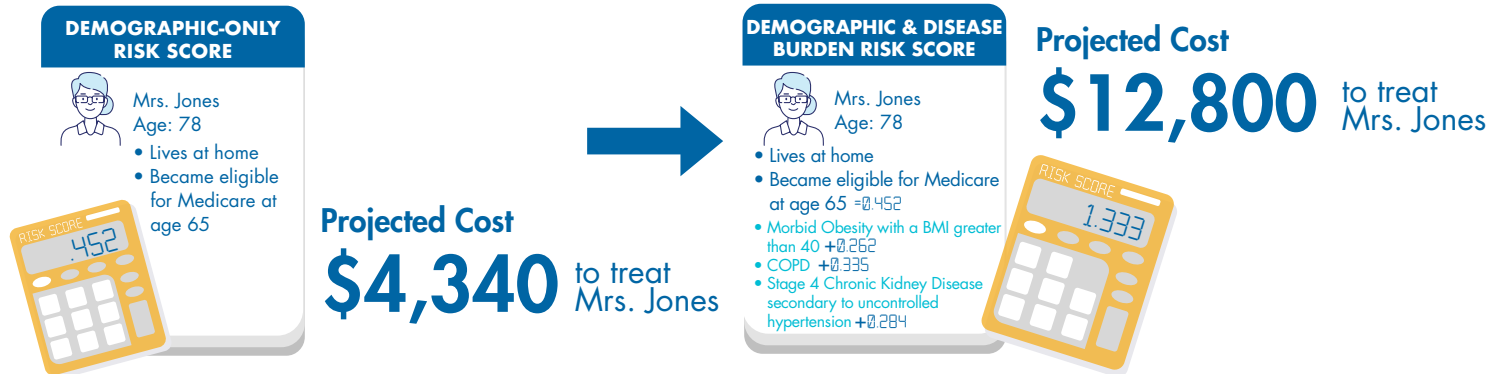 DEMOGRAPHIC-ONLY
RISK SCORE
Mrs. Jones
Age: 78
• Lives at home
• Became eligible
for Medicare at
age 65
RISK SCORE
.452
Projected Cost
$4,340 to treat
Mrs. Jones
DEMOGRAPHIC & DISEASE
BURDEN RISK SCORE
Mrs. Jones
Age: 78
• Lives at home
• Became eligible for Medicare
at age 65 =0.452
• Morbid Obesity with a BMI greater
than 40 +0.262
• COPD +0.335
• Stage 4 Chronic Kidney Disease
secondary to uncontrolled
hypertension +0.284
Projected Cost
$12,800 to treat
Mrs. Jones
RISK SCORE
1.333